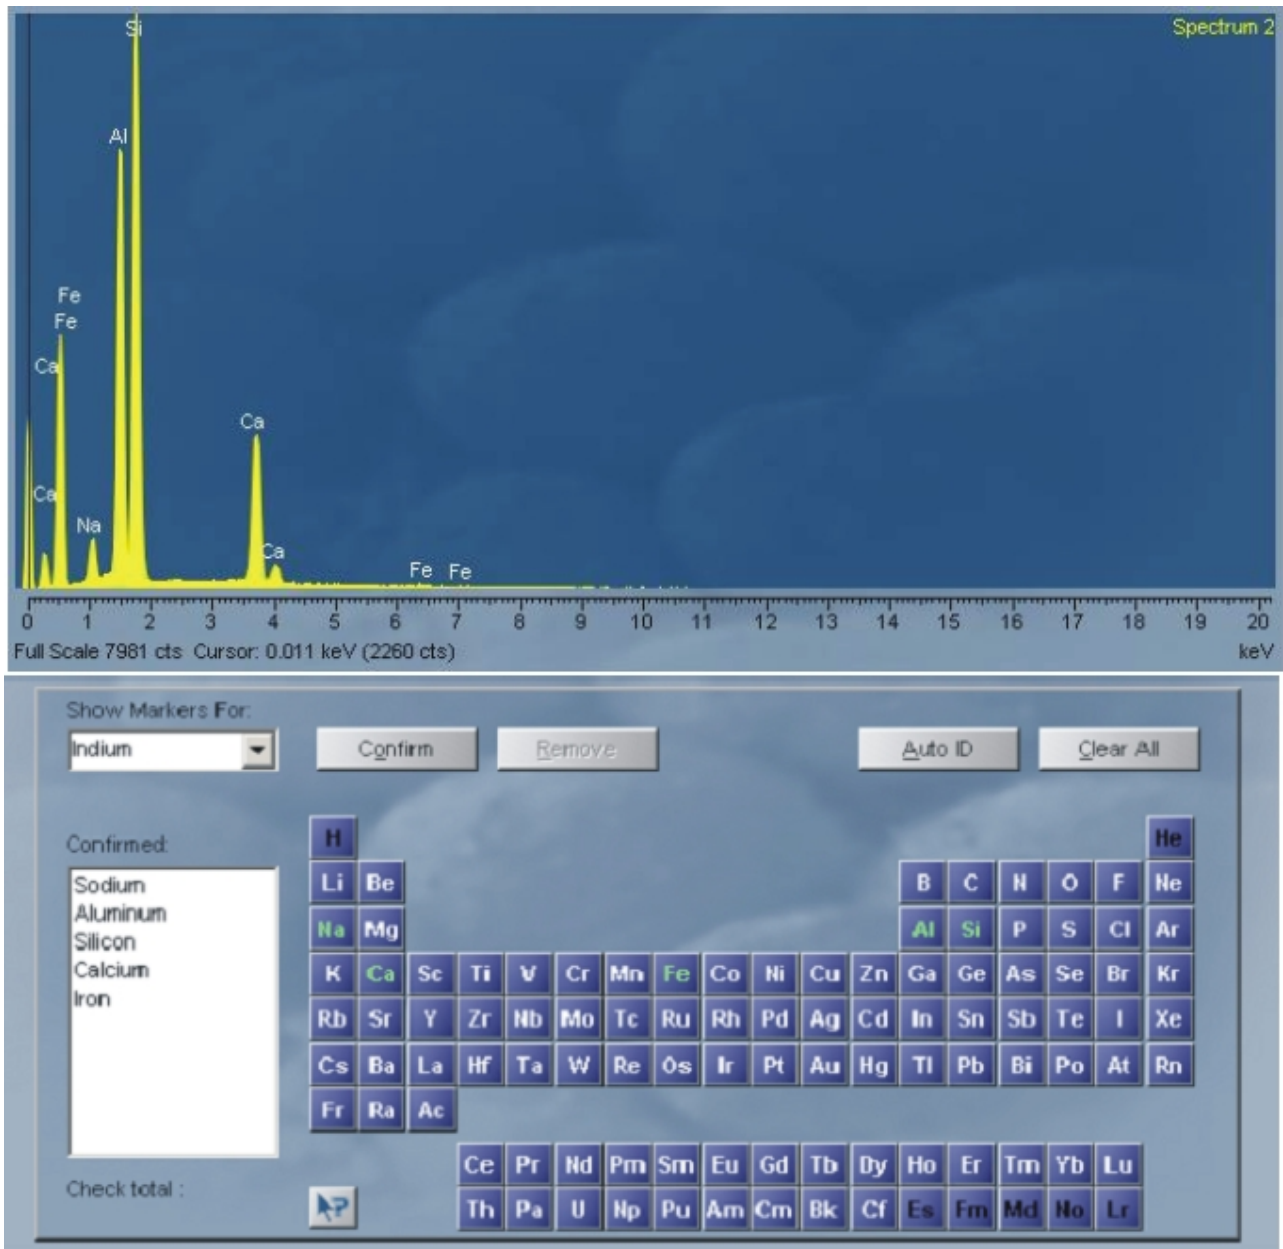 Spectrum 2
Si
Al
Fe
Fe
Ca
Ca
Ca
Na
Ca
Fe Fe
0 1 2 3 4 5 6 7 8 9 10 11 12 13 14 15 16 17 18 19 20
Full Scale 7981 cts Cursor: 0.011 keV (2260 cts) keV
Show Markers For:
Indium Confirm Remove Auto ID Clear All
Confirmed:
Sodium
Aluminum
Silicon
Calcium
Iron
Check total :
H He
Li Be B C N O F Ne
Na Mg Al Si P S Cl Ar
K Ca Sc Ti V Cr Mn Fe Co Ni Cu Zn Ga Ge As Se Br Kr
Rb Sr Y Zr Nb Mo Tc Ru Rh Pd Ag Cd In Sn Sb Te I Xe
Cs Ba La Hf Ta W Re Os Ir Pt Au Hg Tl Pb Bi Po At Rn
Fr Ra Ac
Ce Pr Nd Pm Sm Eu Gd Tb Dy Ho Er Tm Yb Lu
Th Pa U Np Pu Am Cm Bk Cf Es Fm Md No Lr
?